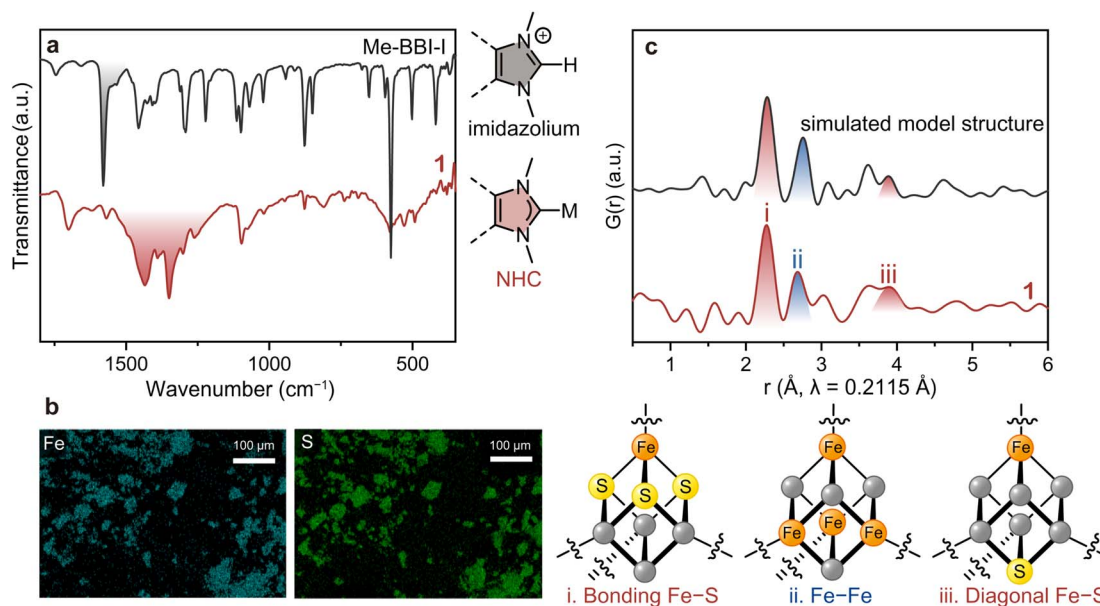 a
Me-BBI-I
1
Transmittance (a.u.)
1500
1000
500
Wavenumber (cm⁻¹)
N
⊕
H
N
imidazolium
N
M
N
NHC
c
simulated model structure
G(r) (a.u.)
i
ii
iii
1
1
2
3
4
5
6
r (Å, λ = 0.2115 Å)
b
Fe
100 μm
S
100 μm
Fe
S
S
S
i. Bonding Fe−S
Fe
Fe
Fe
Fe
ii. Fe−Fe
Fe
S
iii. Diagonal Fe−S